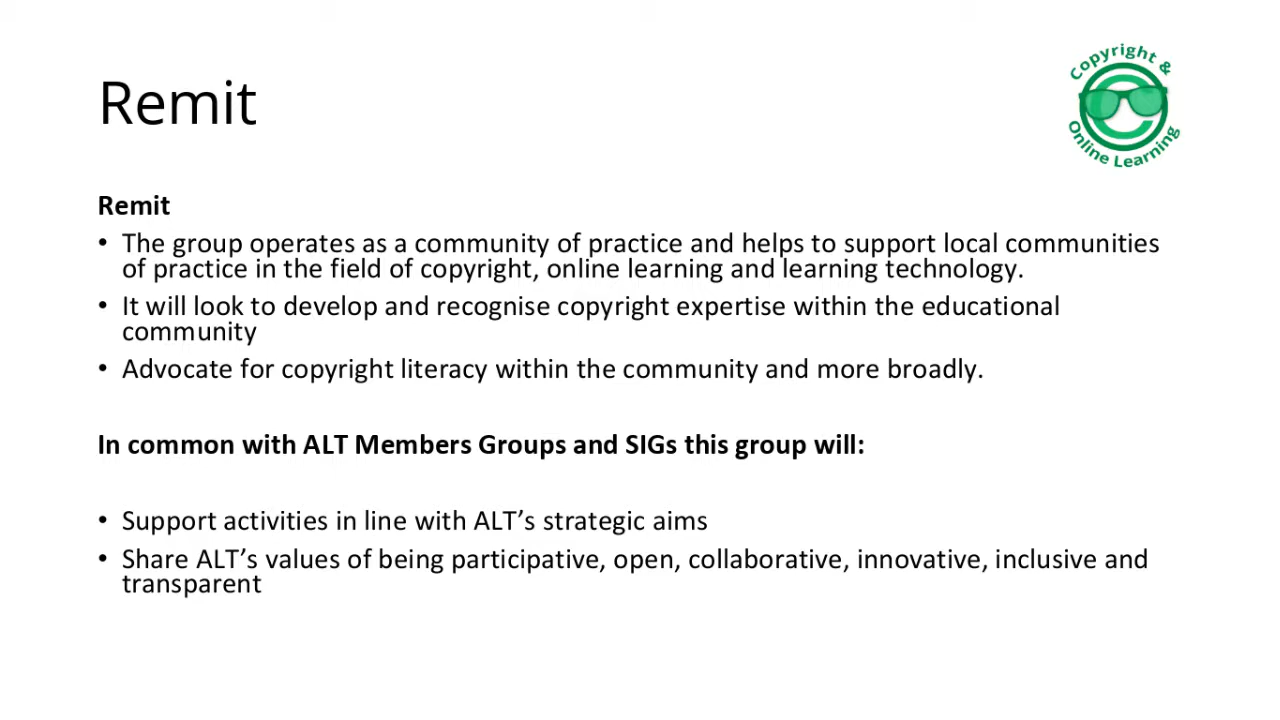 Remit
Copyright &
Online Learning
Remit
• The group operates as a community of practice and helps to support local communities
of practice in the field of copyright, online learning and learning technology.
• It will look to develop and recognise copyright expertise within the educational
community
• Advocate for copyright literacy within the community and more broadly.
In common with ALT Members Groups and SIGs this group will:
• Support activities in line with ALT’s strategic aims
• Share ALT’s values of being participative, open, collaborative, innovative, inclusive and
transparent